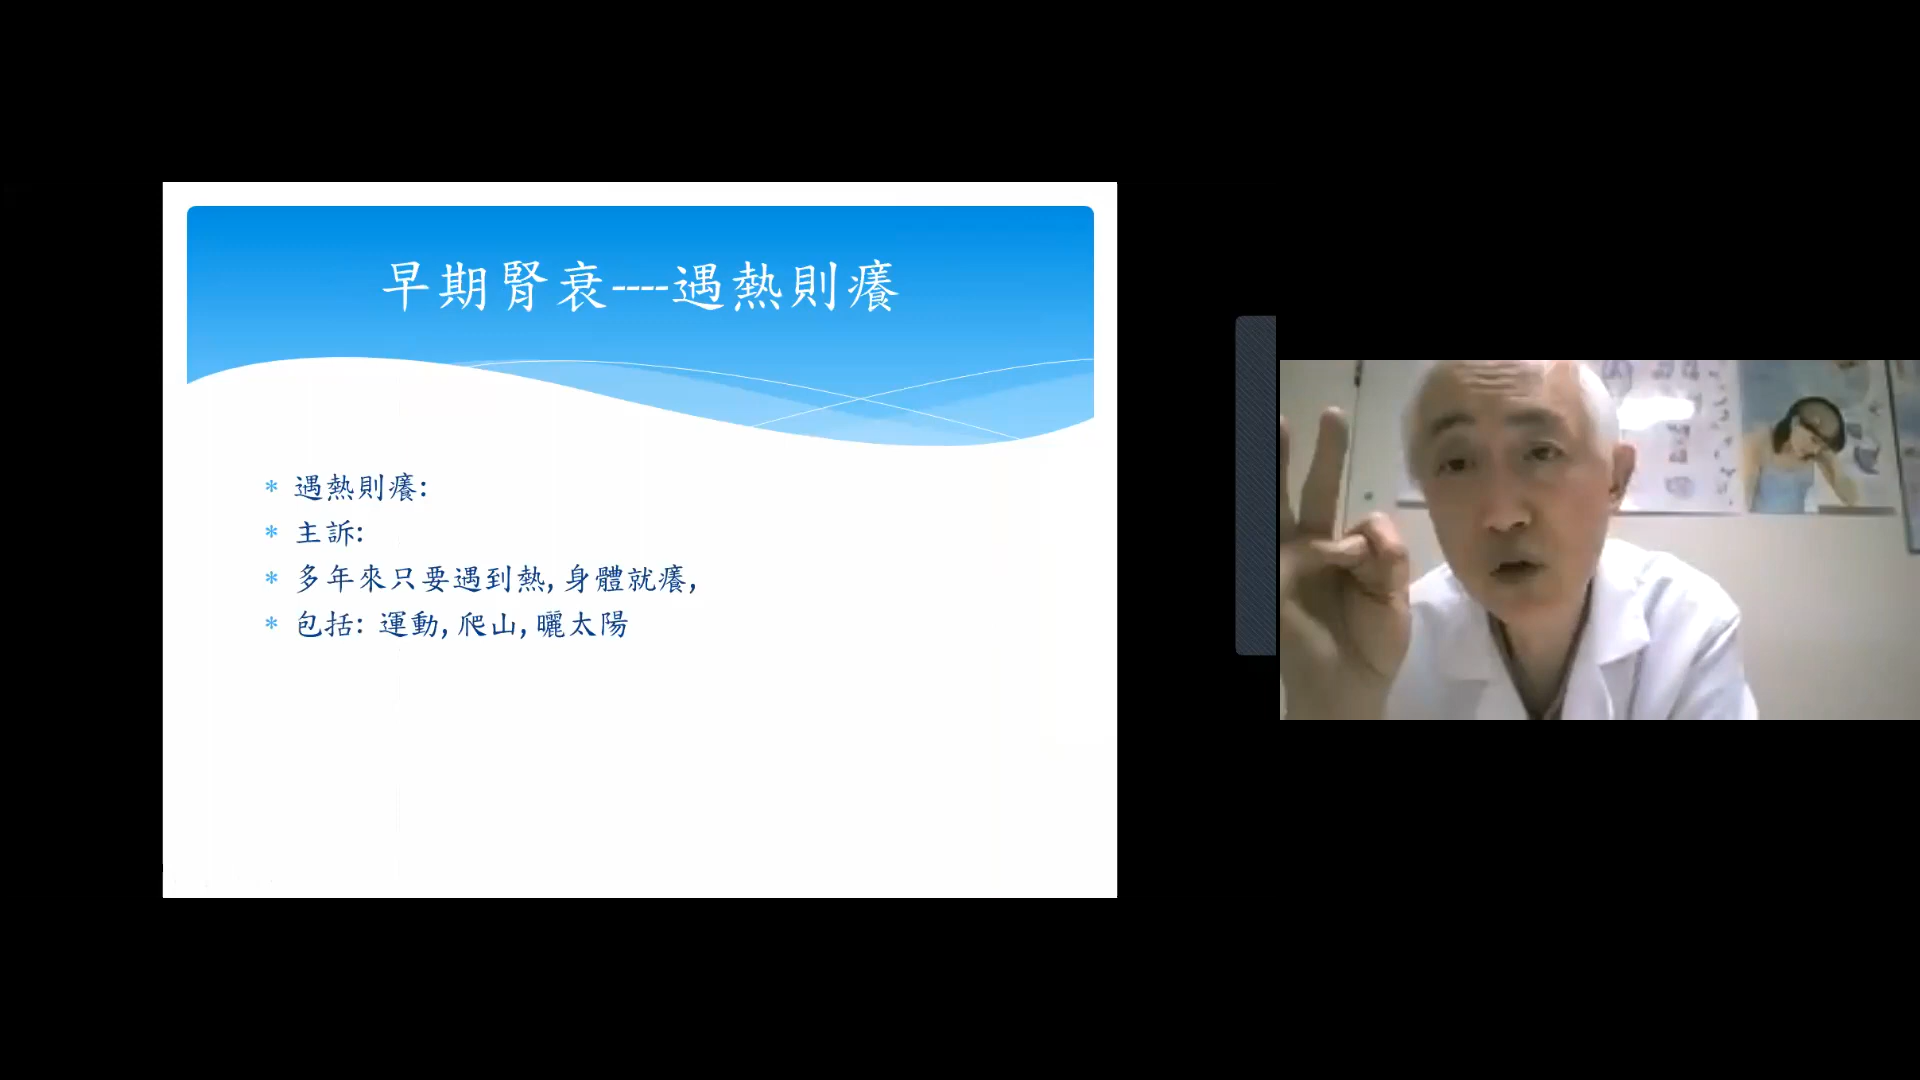 早期腎衰----遇熱則癢
* 遇熱則癢:
* 主訴:
* 多年來只要遇到熱,身體就癢,
* 包括: 運動,爬山,曬太陽